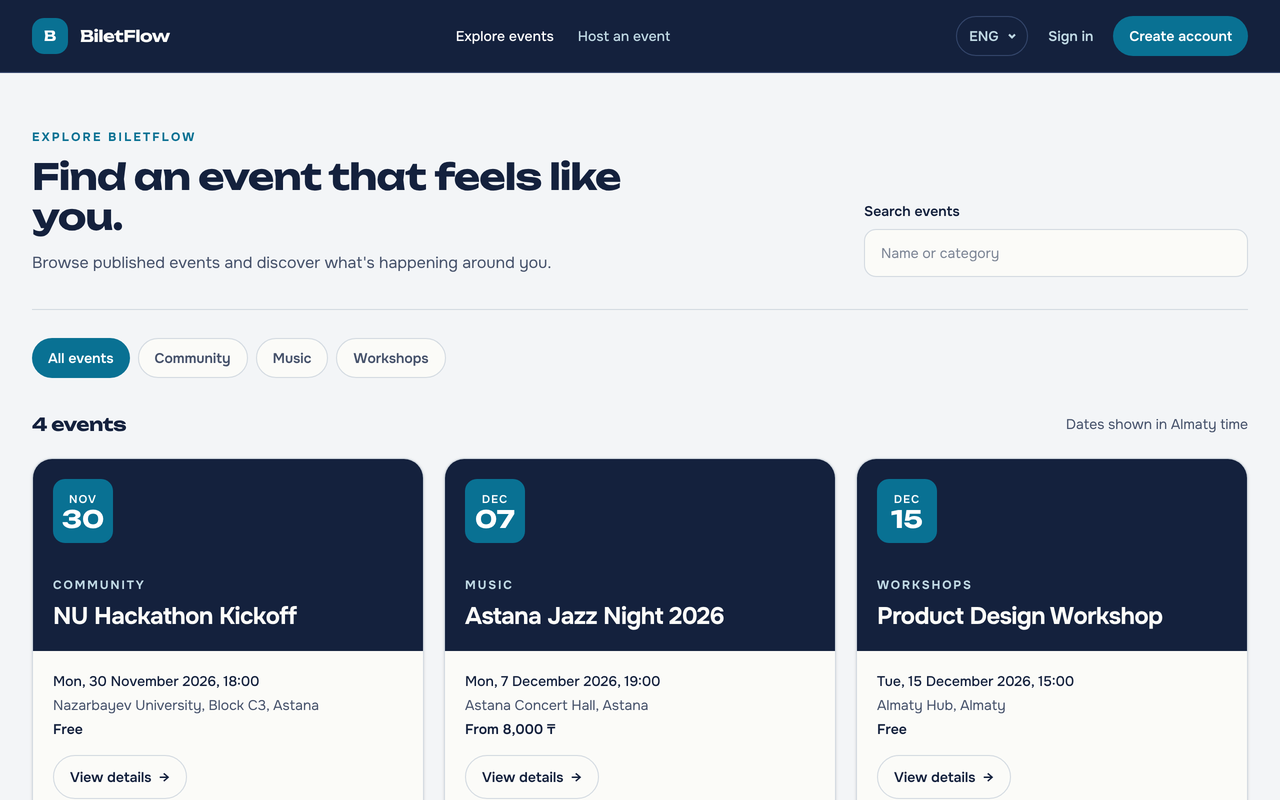 B BiletFlow Explore events Host an event ENG Sign in Create account
EXPLORE BILETFLOW
Find an event that feels like
you.
Browse published events and discover what's happening around you.
Search events
Name or category
All events Community Music Workshops
4 events
Dates shown in Almaty time
NOV
30
COMMUNITY
NU Hackathon Kickoff
Mon, 30 November 2026, 18:00
Nazarbayev University, Block C3, Astana
Free
View details →
DEC
07
MUSIC
Astana Jazz Night 2026
Mon, 7 December 2026, 19:00
Astana Concert Hall, Astana
From 8,000 ₸
View details →
DEC
15
WORKSHOPS
Product Design Workshop
Tue, 15 December 2026, 15:00
Almaty Hub, Almaty
Free
View details →